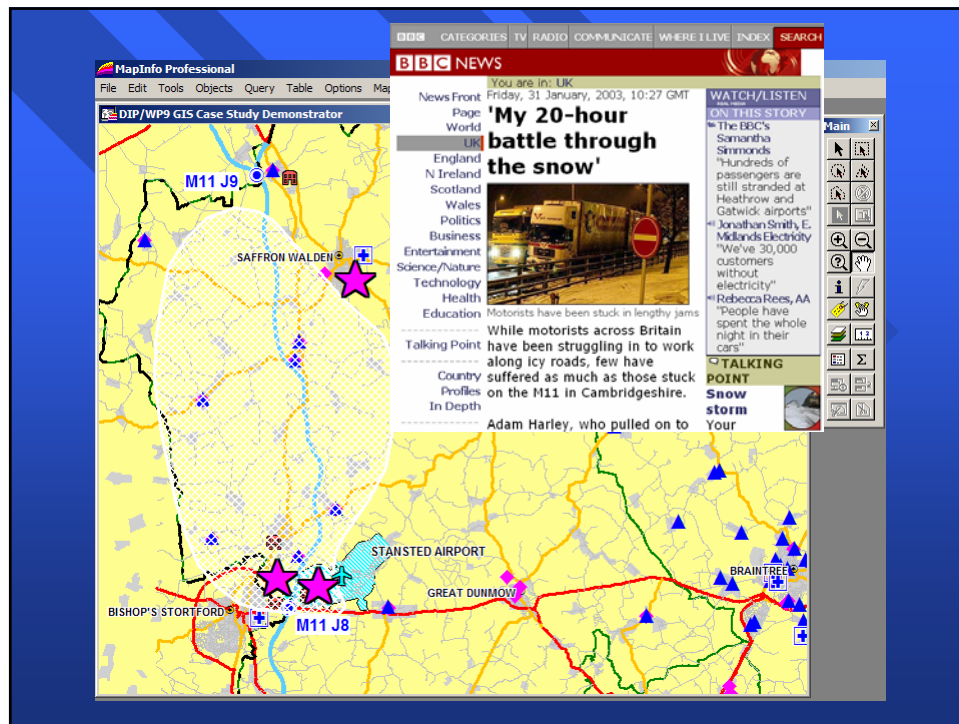 MapInfo Professional
File Edit Tools Objects Query Table Options Map
DIP/WP9 GIS Case Study Demonstrator
M11 J9
SAFFRON WALDEN
STANSTED AIRPORT
GREAT DUNMOW
BRAINTREE
BISHOP'S STORTFORD
M11 J8
BBC CATEGORIES TV RADIO COMMUNICATE WHERE I LIVE INDEX SEARCH
BBC NEWS
You are in: UK
News Front
Page
World
UK
England
N Ireland
Scotland
Wales
Politics
Business
Entertainment
Science/Nature
Technology
Health
Education
Talking Point
Country
Profiles
In Depth
Friday, 31 January, 2003, 10:27 GMT
'My 20-hour
battle through
the snow'
Motorists have been stuck in lengthy jams
While motorists across Britain
have been struggling in to work
along icy roads, few have
suffered as much as those stuck
on the M11 in Cambridgeshire.
Adam Harley, who pulled on to
WATCH/LISTEN
REAL MEDIA
ON THIS STORY
The BBC's
Samantha
Simmonds
"Hundreds of
passengers are
still stranded at
Heathrow and
Gatwick airports"
Jonathan Smith, E.
Midlands Electricity
"We've 30,000
customers
without
electricity"
Rebecca Rees, AA
"People have
spent the whole
night in their
cars"
TALKING
POINT
Snow
storm
Your
Main